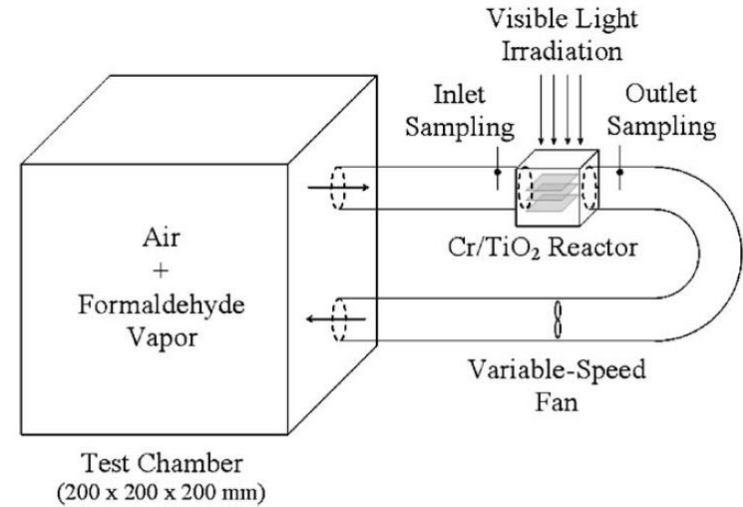 Visible Light
Irradiation
Inlet
Sampling
Outlet
Sampling
Cr/TiO₂ Reactor
Air
+
Formaldehyde
Vapor
Variable-Speed
Fan
Test Chamber
(200 x 200 x 200 mm)